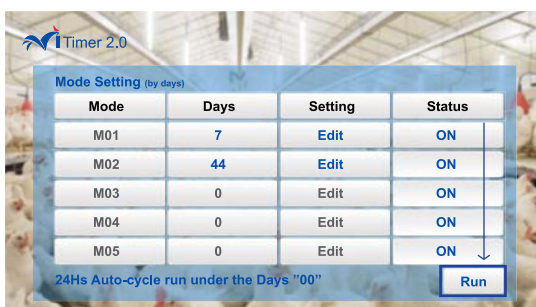 iTimer 2.0
Mode Setting (by days)
Mode Days Setting Status
M01 7 Edit ON
M02 44 Edit ON
M03 0 Edit ON
M04 0 Edit ON
M05 0 Edit ON
24Hs Auto-cycle run under the Days "00"
Run